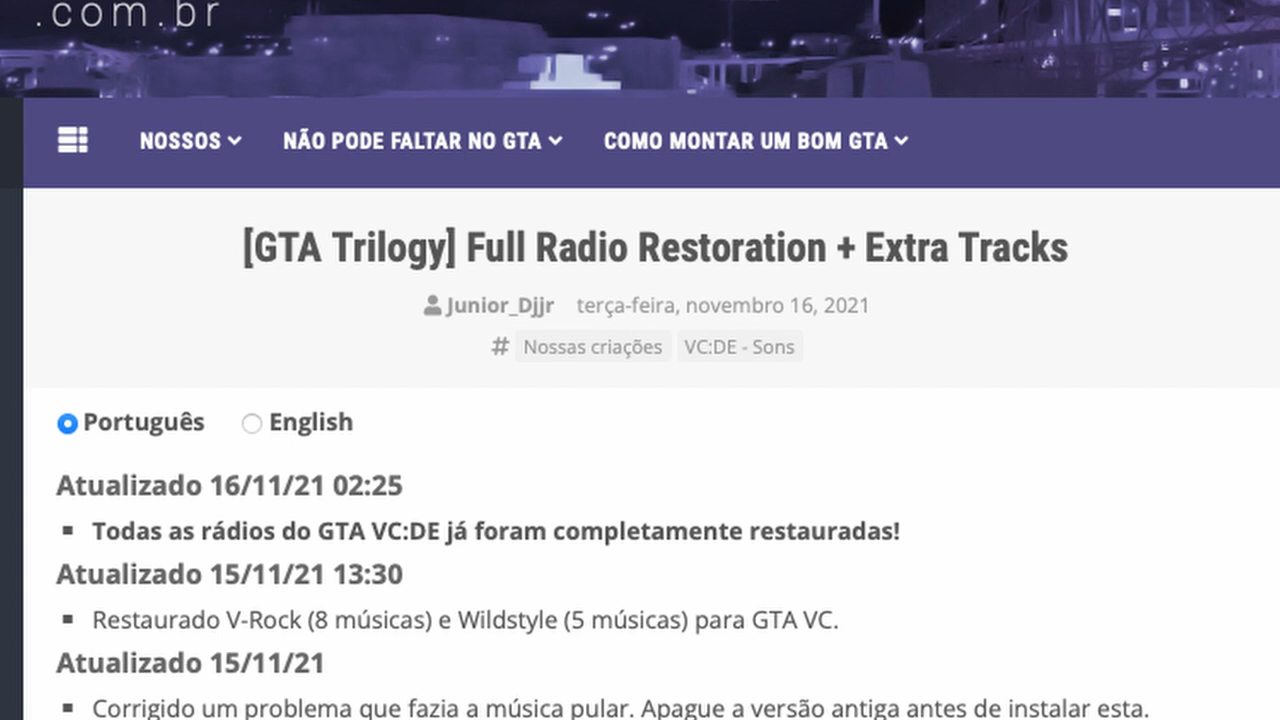 .com.br
NOSSOS NÃO PODE FALTAR NO GTA COMO MONTAR UM BOM GTA
[GTA Trilogy] Full Radio Restoration + Extra Tracks
Junior_Djjr terça-feira, novembro 16, 2021
# Nossas criações VC:DE - Sons
Português English
Atualizado 16/11/21 02:25
▪ Todas as rádios do GTA VC:DE já foram completamente restauradas!
Atualizado 15/11/21 13:30
▪ Restaurado V-Rock (8 músicas) e Wildstyle (5 músicas) para GTA VC.
Atualizado 15/11/21
▪ Corrigido um problema que fazia a música pular. Apague a versão antiga antes de instalar esta.